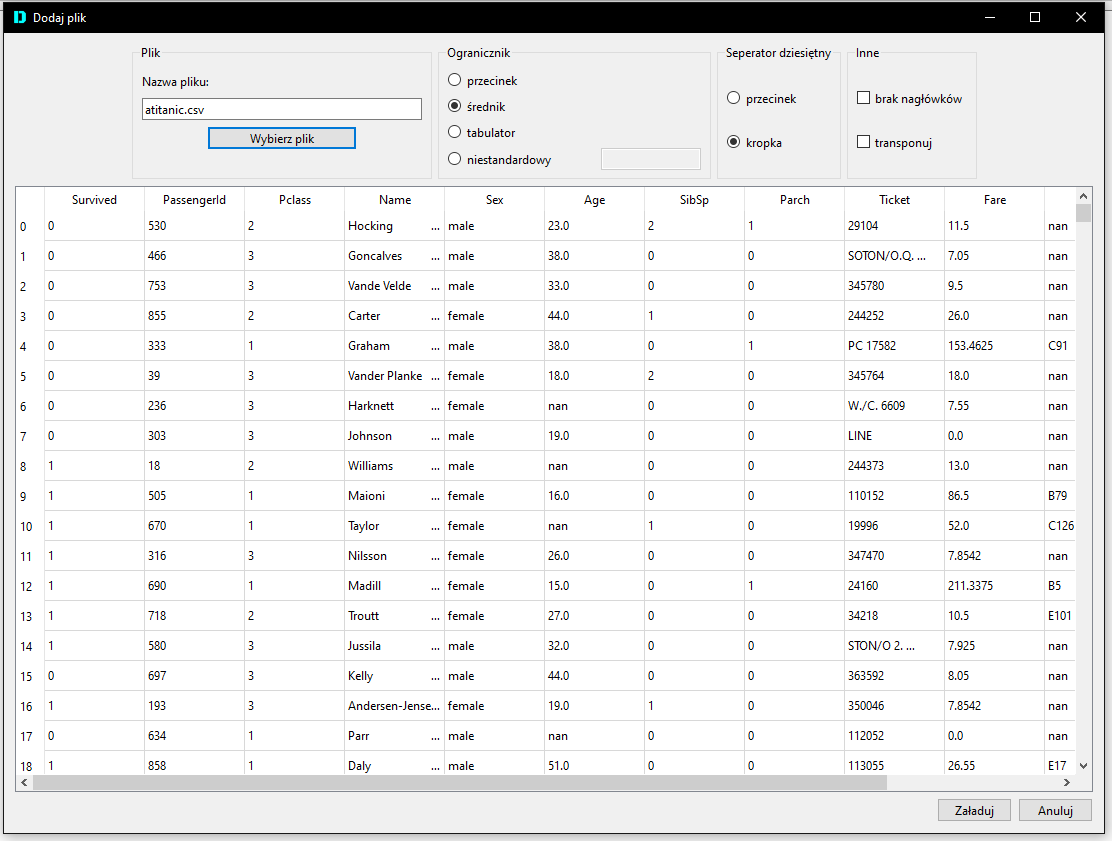 Dodaj plik
Plik
Nazwa pliku:
atitanic.csv
Wybierz plik
Ogranicznik
przecinek
średnik
tabulator
niestandardowy
Seperator dziesiętny
przecinek
kropka
Inne
brak nagłówków
transponuj
Survived PassengerId Pclass Name Sex Age SibSp Parch Ticket Fare
0 0 530 2 Hocking ... male 23.0 2 1 29104 11.5 nan
1 0 466 3 Goncalves ... male 38.0 0 0 SOTON/O.Q. ... 7.05 nan
2 0 753 3 Vande Velde ... male 33.0 0 0 345780 9.5 nan
3 0 855 2 Carter ... female 44.0 1 0 244252 26.0 nan
4 0 333 1 Graham ... male 38.0 0 1 PC 17582 153.4625 C91
5 0 39 3 Vander Planke ... female 18.0 2 0 345764 18.0 nan
6 0 236 3 Harknett ... female nan 0 0 W./C. 6609 7.55 nan
7 0 303 3 Johnson ... male 19.0 0 0 LINE 0.0 nan
8 1 18 2 Williams ... male nan 0 0 244373 13.0 nan
9 1 505 1 Maioni ... female 16.0 0 0 110152 86.5 B79
10 1 670 1 Taylor ... female nan 1 0 19996 52.0 C126
11 1 316 3 Nilsson ... female 26.0 0 0 347470 7.8542 nan
12 1 690 1 Madill ... female 15.0 0 1 24160 211.3375 B5
13 1 718 2 Troutt ... female 27.0 0 0 34218 10.5 E101
14 1 580 3 Jussila ... male 32.0 0 0 STON/O 2. ... 7.925 nan
15 0 697 3 Kelly ... male 44.0 0 0 363592 8.05 nan
16 1 193 3 Andersen-Jense... female 19.0 1 0 350046 7.8542 nan
17 0 634 1 Parr ... male nan 0 0 112052 0.0 nan
18 1 858 1 Daly ... male 51.0 0 0 113055 26.55 E17
Załaduj
Anuluj